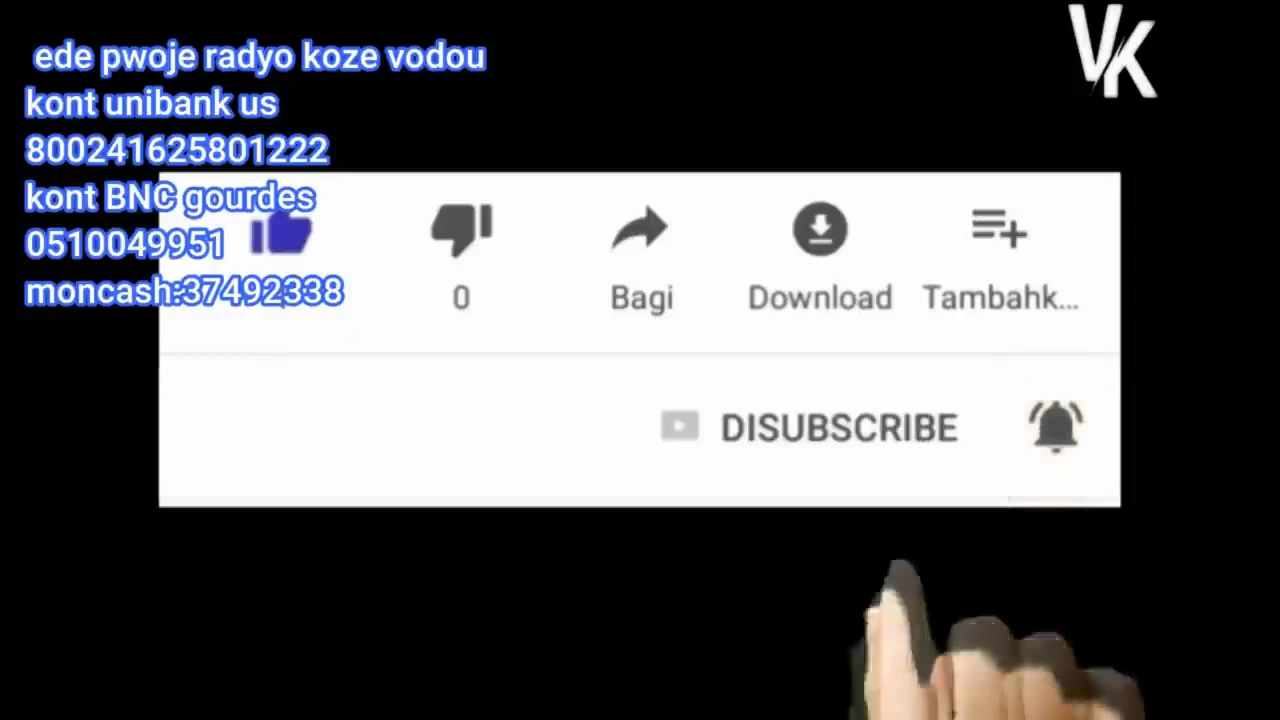 ede pwoje radyo koze vodou
kont unibank us
800241625801222
kont BNC gourdes
0510049951
moncash:37492338
VK
0
Bagi
Download
Tambahk...
DISUBSCRIBE